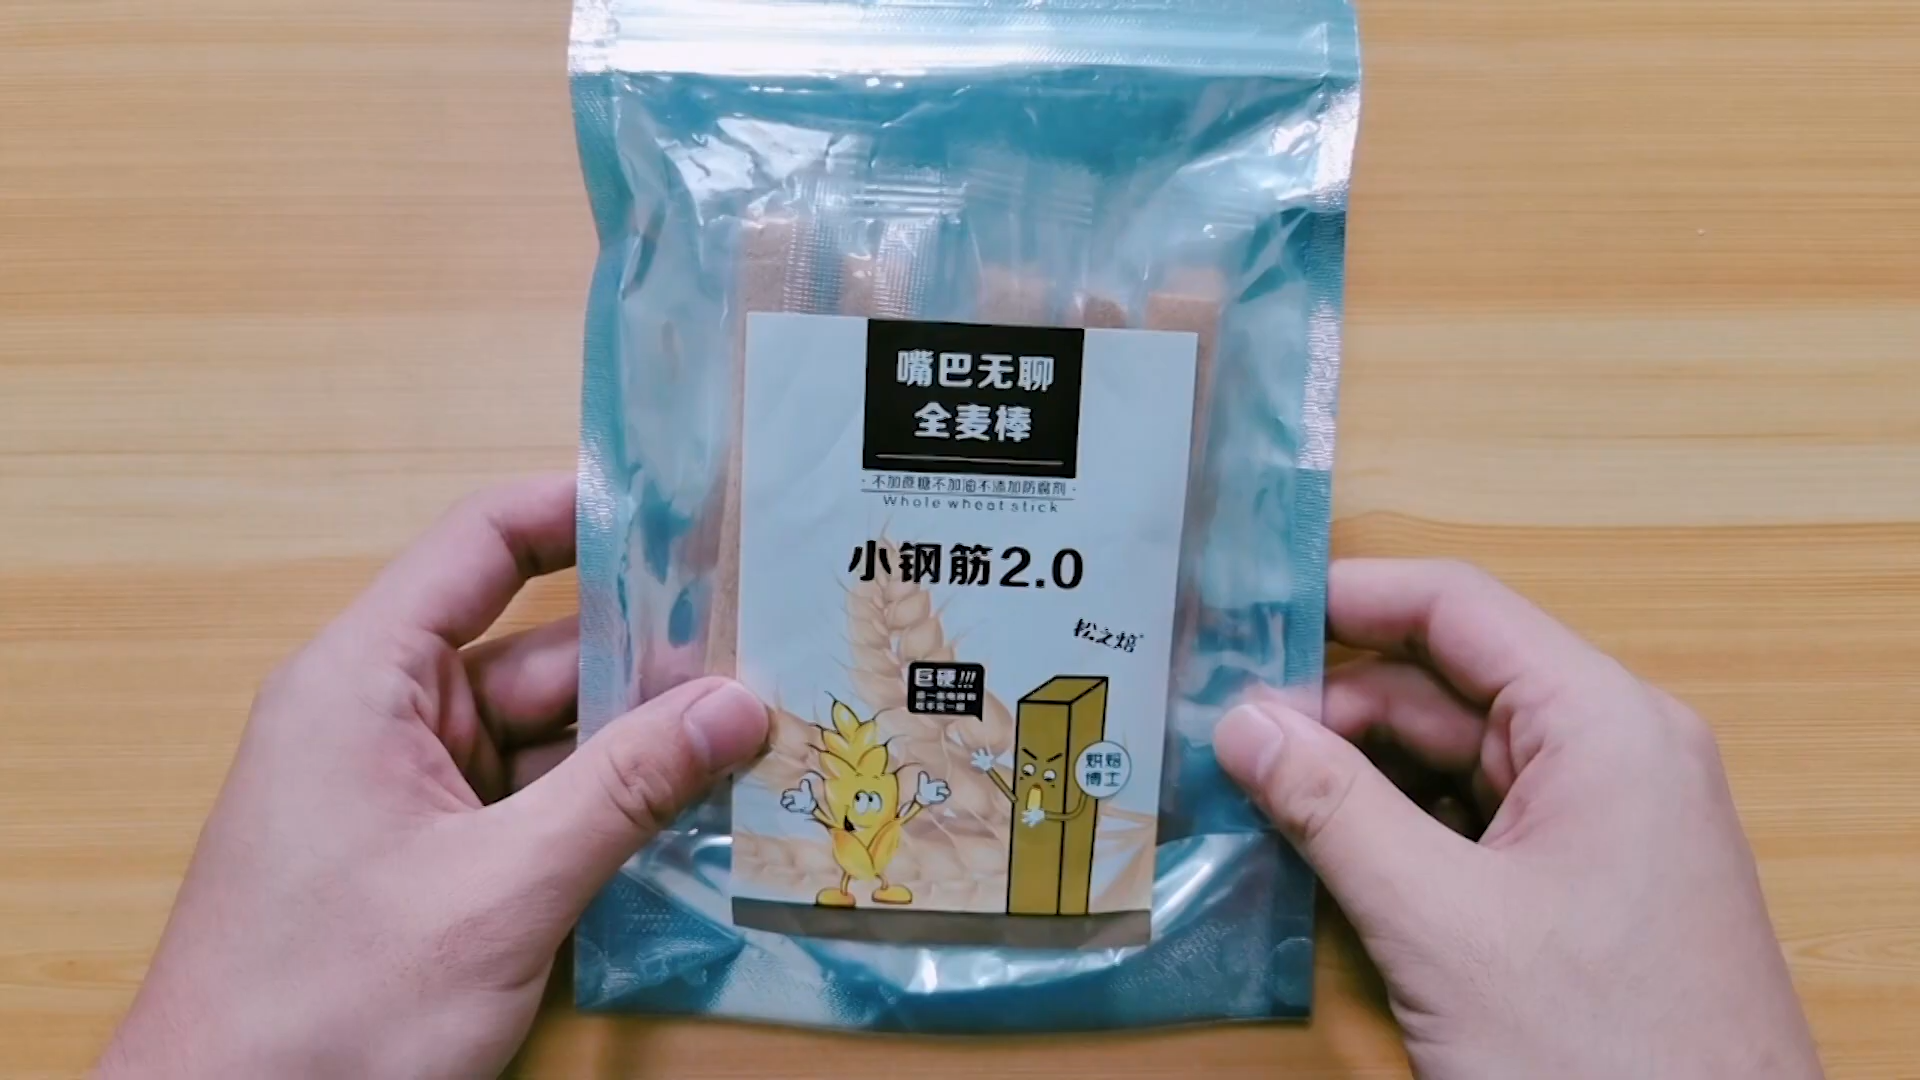 嘴巴无聊
全麦棒
·不加蔗糖不加油不添加防腐剂·
Whole wheat stick
小钢筋2.0
松之焙
巨硬!!!
烘焙
博士